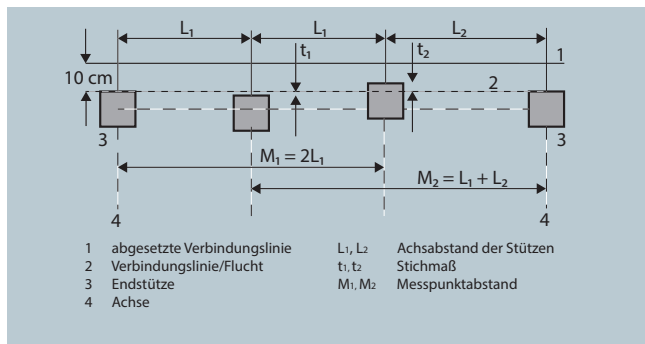 L₁ L₁ L₂
t₁ t₂ 1
10 cm 2
3 3
M₁ = 2L₁
M₂ = L₁ + L₂
4 4
1 abgesetzte Verbindungslinie L₁, L₂ Achsabstand der Stützen
2 Verbindungslinie/Flucht t₁, t₂ Stichmaß
3 Endstütze M₁, M₂ Messpunktabstand
4 Achse